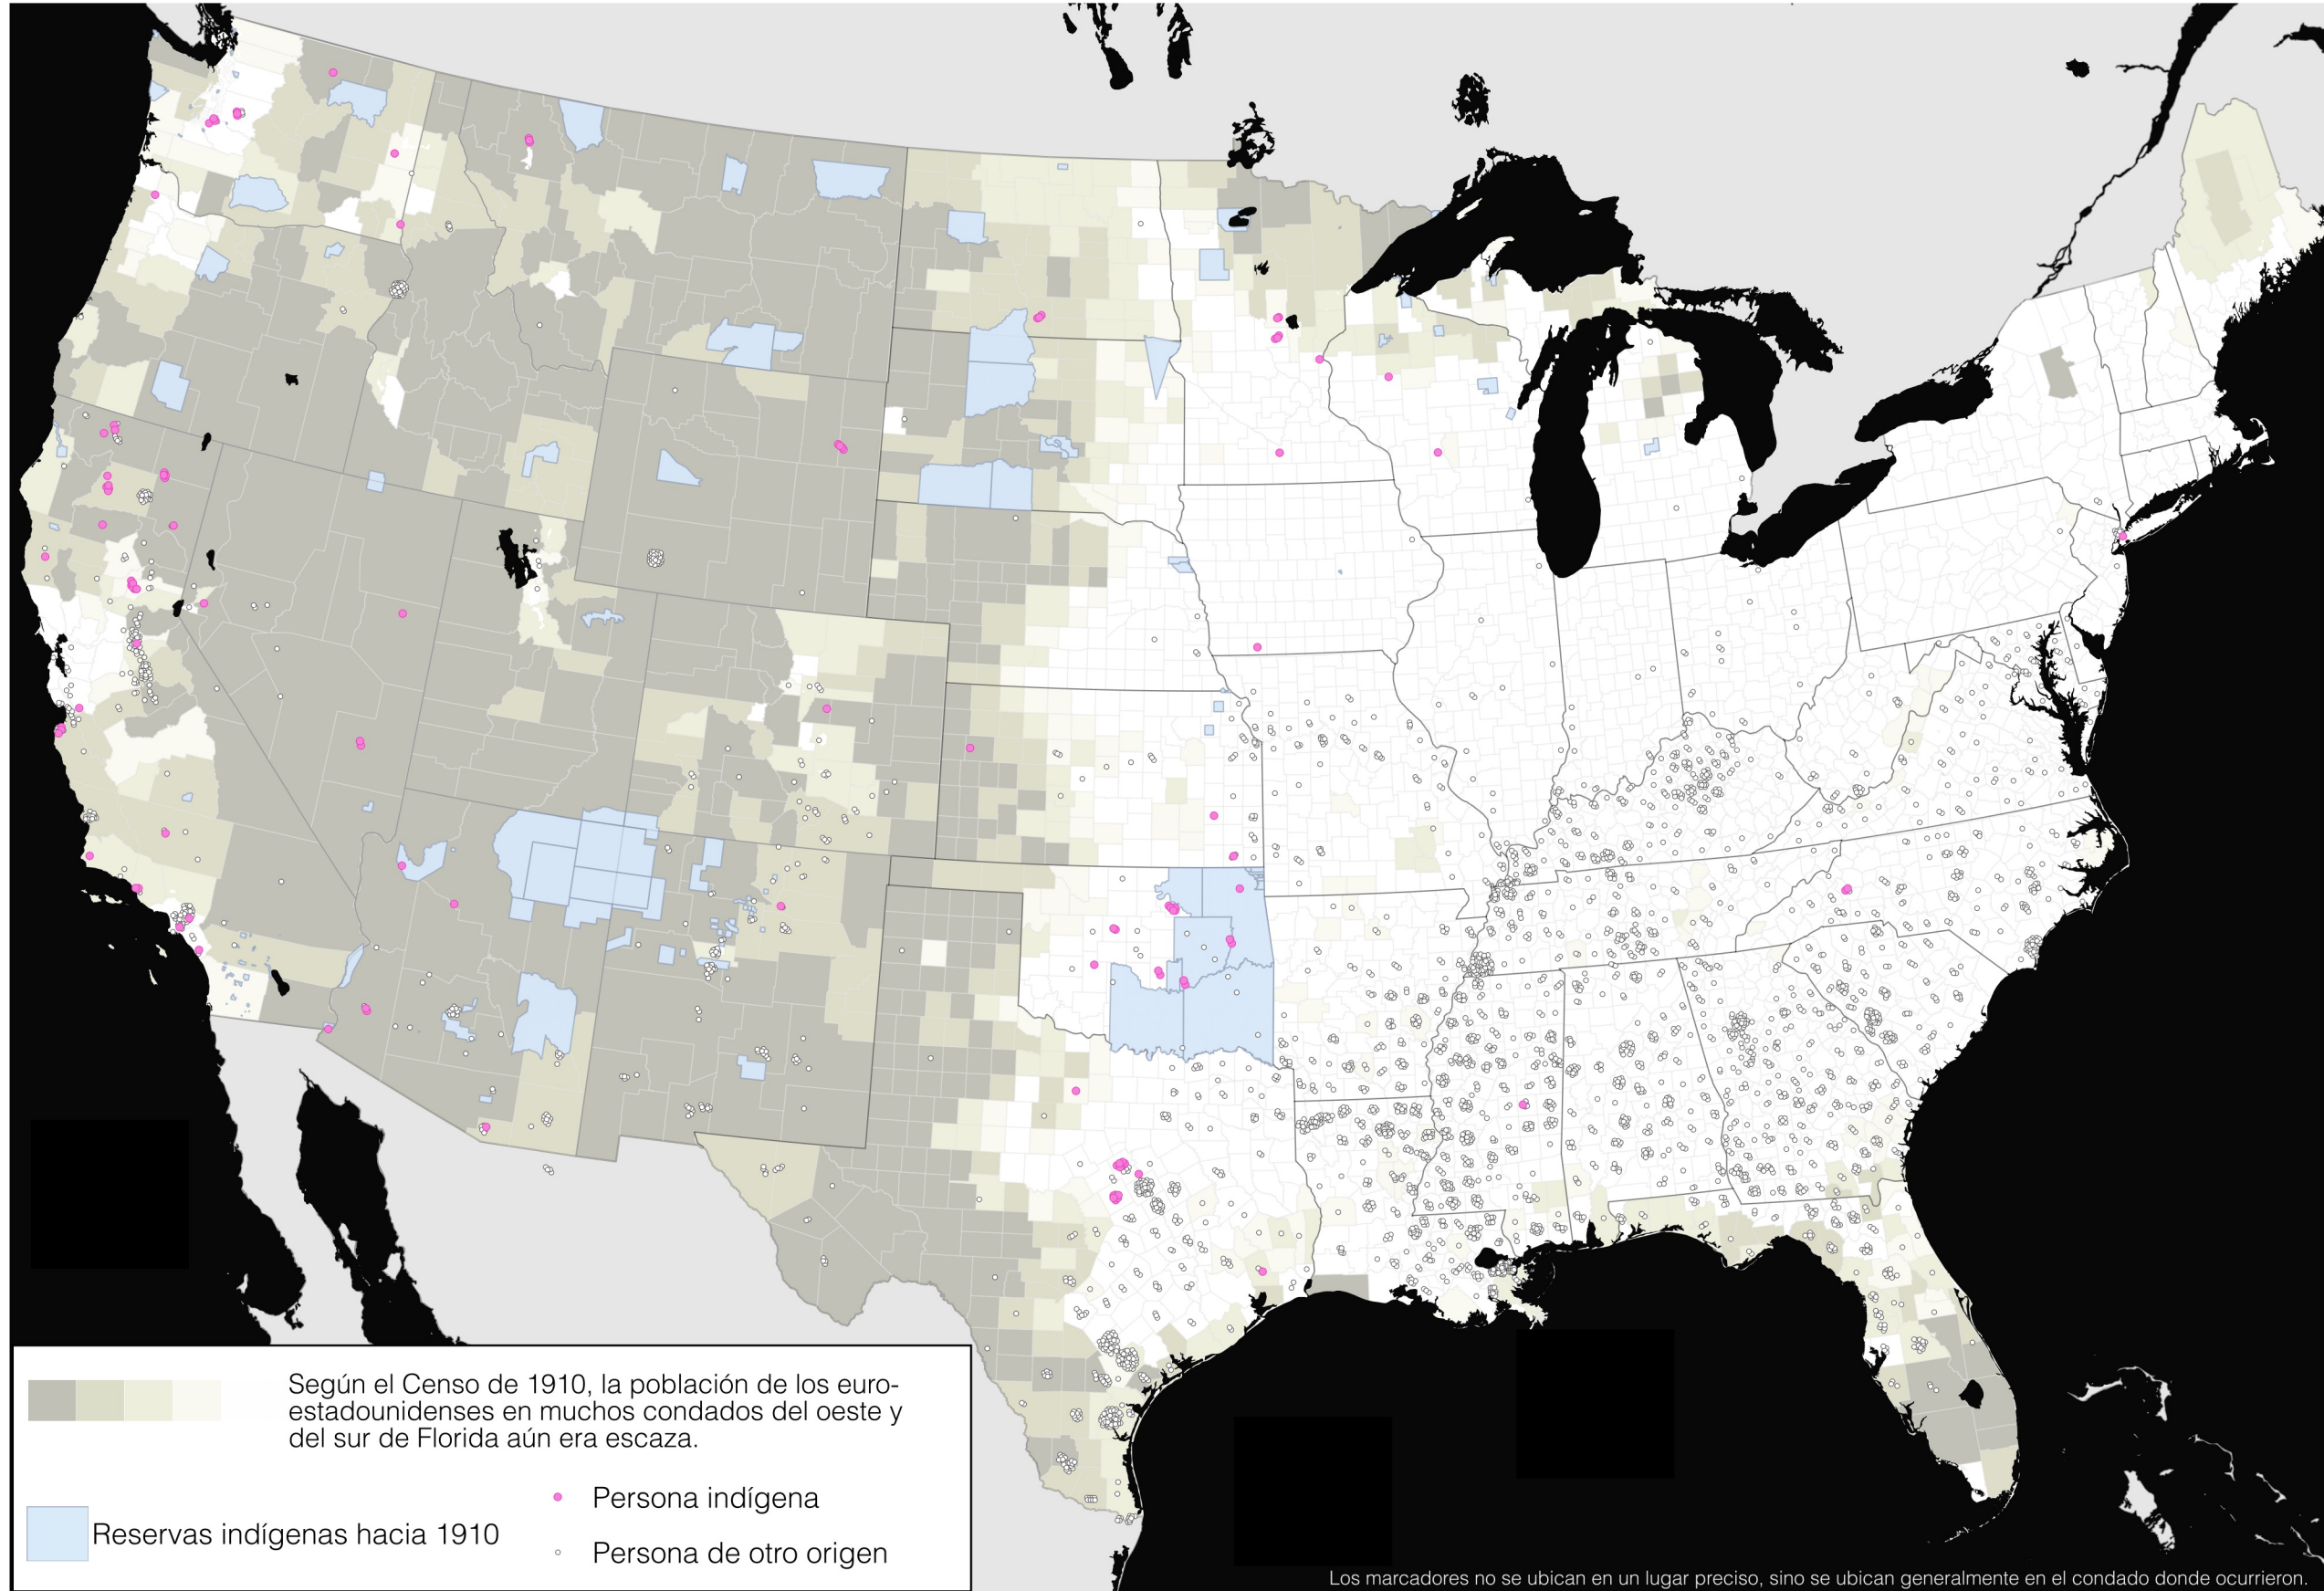 Según el Censo de 1910, la población de los euro-
estadounidenses en muchos condados del oeste y
del sur de Florida aún era escaza.
Persona indígena
Reservas indígenas hacia 1910
Persona de otro origen
Los marcadores no se ubican en un lugar preciso, sino se ubican generalmente en el condado donde ocurrieron.